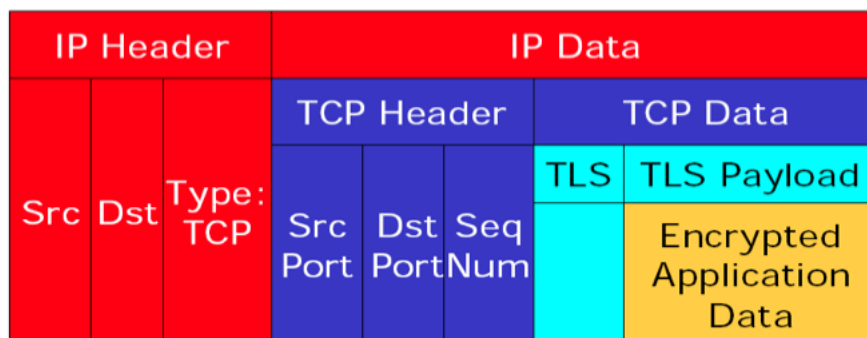 IP Header
IP Data
TCP Header
TCP Data
TLS
TLS Payload
Src
Dst
Type:
TCP
Src
Port
Dst
Port
Seq
Num
Encrypted
Application
Data